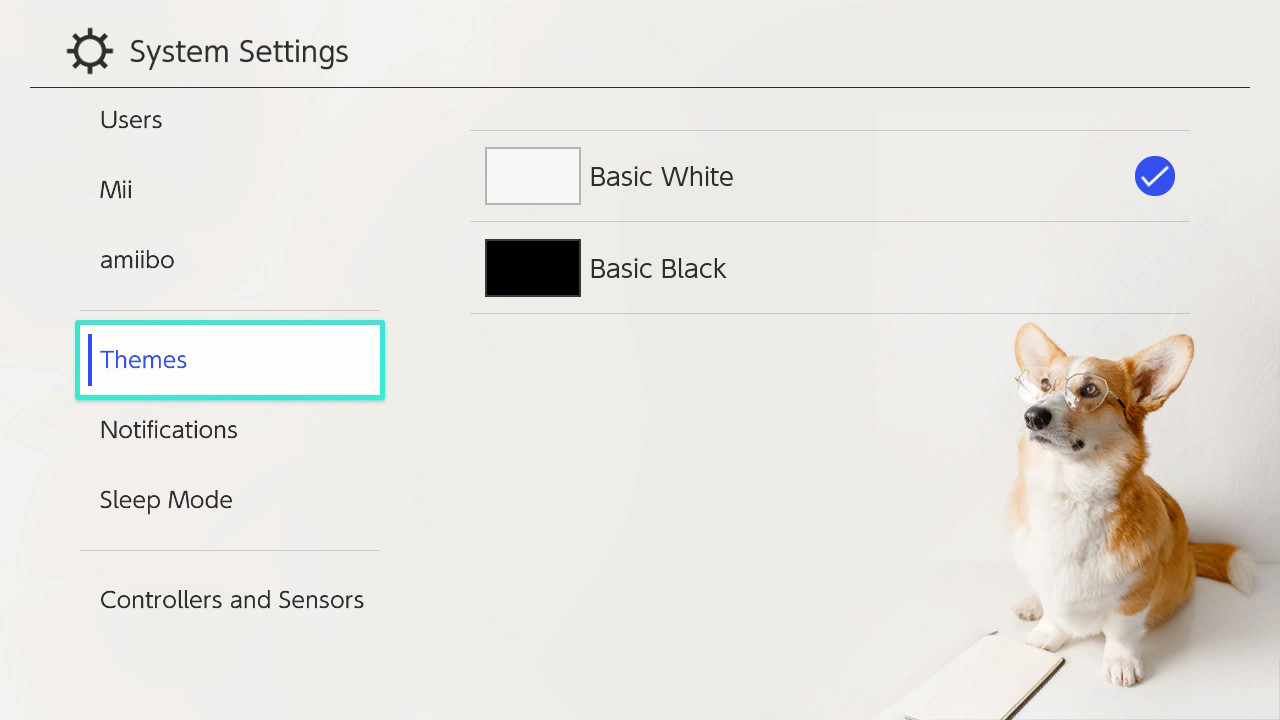 System Settings
Users
Mii
amiibo
Themes
Notifications
Sleep Mode
Controllers and Sensors
Basic White
Basic Black